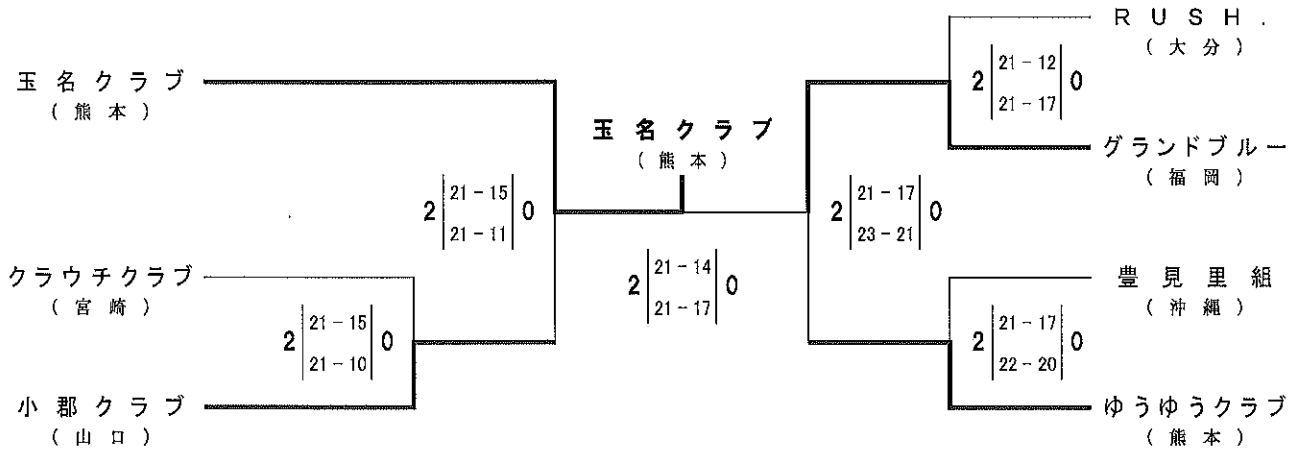 RUSH.
(大分)
玉名クラブ
(熊本)
2 21-12 0
21-17
玉名クラブ
(熊本)
グランドブルー
(福岡)
2 21-15 0
21-11
2 21-17 0
23-21
クラウチクラブ
(宮崎)
2 21-14 0
21-17
豊見里組
(沖縄)
2 21-15 0
21-10
2 21-17 0
22-20
小郡クラブ
(山口)
ゆうゆうクラブ
(熊本)